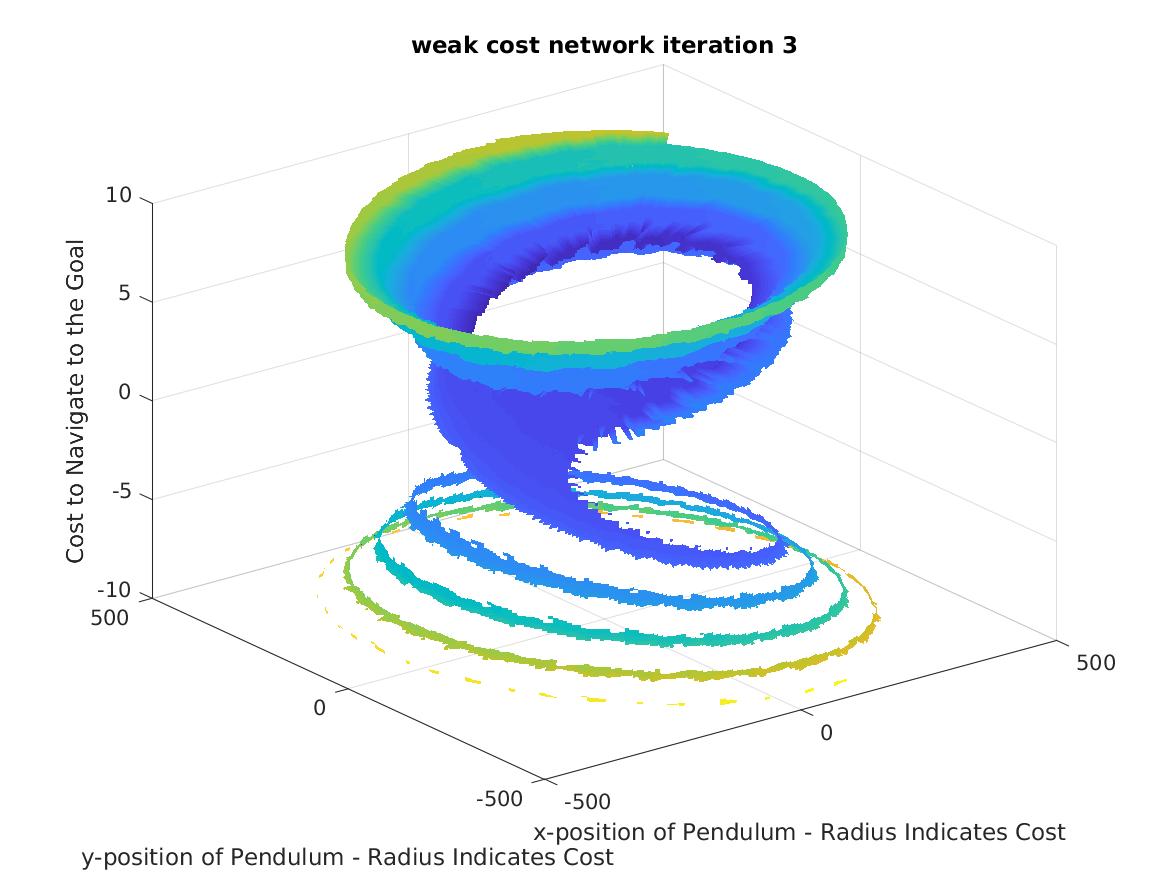 weak cost network iteration 3
10
5
0
-5
-10
Cost to Navigate to the Goal
500
0
-500
y-position of Pendulum - Radius Indicates Cost
-500
0
500
x-position of Pendulum - Radius Indicates Cost